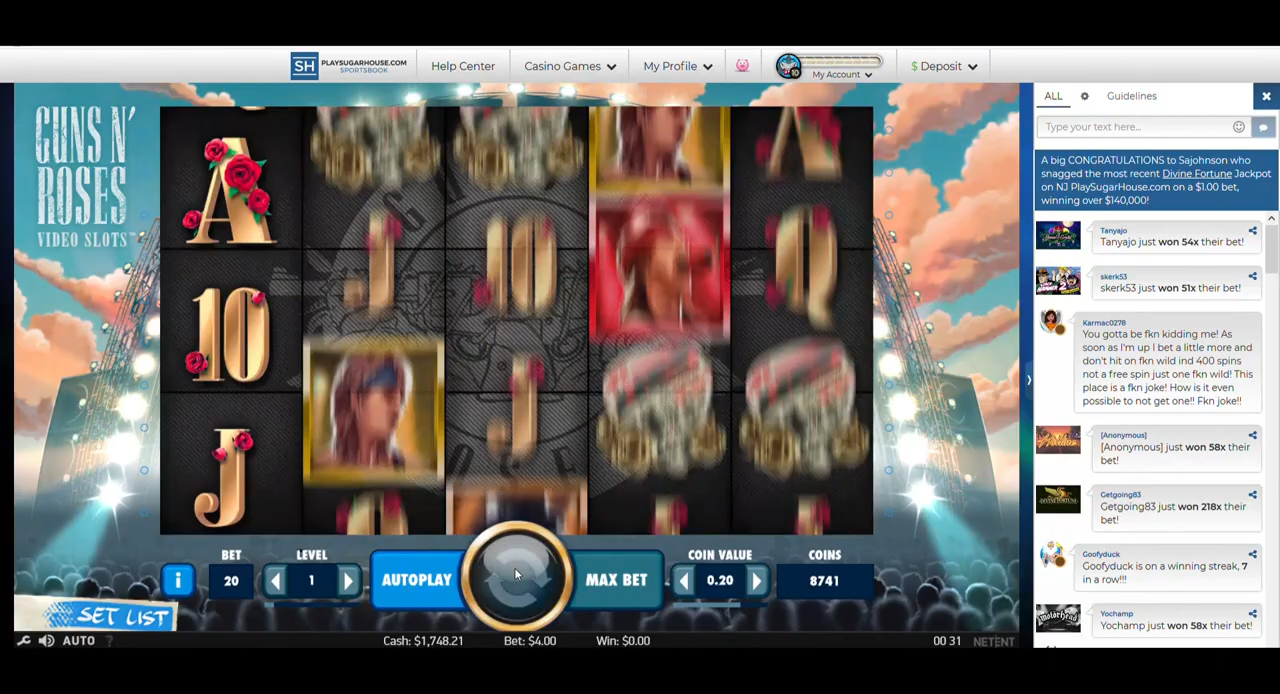 SH PLAYSUGARHOUSE.COM
SPORTSBOOK
Help Center
Casino Games
My Profile
10
My Account
$ Deposit
GUNS N'
ROSES
VIDEO SLOTS™
A
J
10
Q
10
J
J
BET
20
LEVEL
1
AUTOPLAY
MAX BET
COIN VALUE
0.20
COINS
8741
i
SET LIST
AUTO
?
Cash: $1,748.21
Bet: $4.00
Win: $0.00
00 31
NETENT
ALL
Guidelines
Type your text here...
A big CONGRATULATIONS to Sajohnson who
snagged the most recent Divine Fortune Jackpot
on NJ PlaySugarHouse.com on a $1.00 bet,
winning over $140,000!
Tanyajo
Tanyajo just won 54x their bet!
skerk53
skerk53 just won 51x their bet!
Karmac0278
You gotta be fkn kidding me! As
soon as I'm up I bet a little more and
don't hit on fkn wild ind 400 spins
not a free spin just one fkn wild! This
place is a fkn joke! How is it even
possible to not get one!! Fkn joke!!
[Anonymous]
[Anonymous] just won 58x their
bet!
Getgoing83
Getgoing83 just won 218x their
bet!
Goofyduck
Goofyduck is on a winning streak, 7
in a row!!!
Motörhead
Yochamp
Yochamp just won 58x their bet!